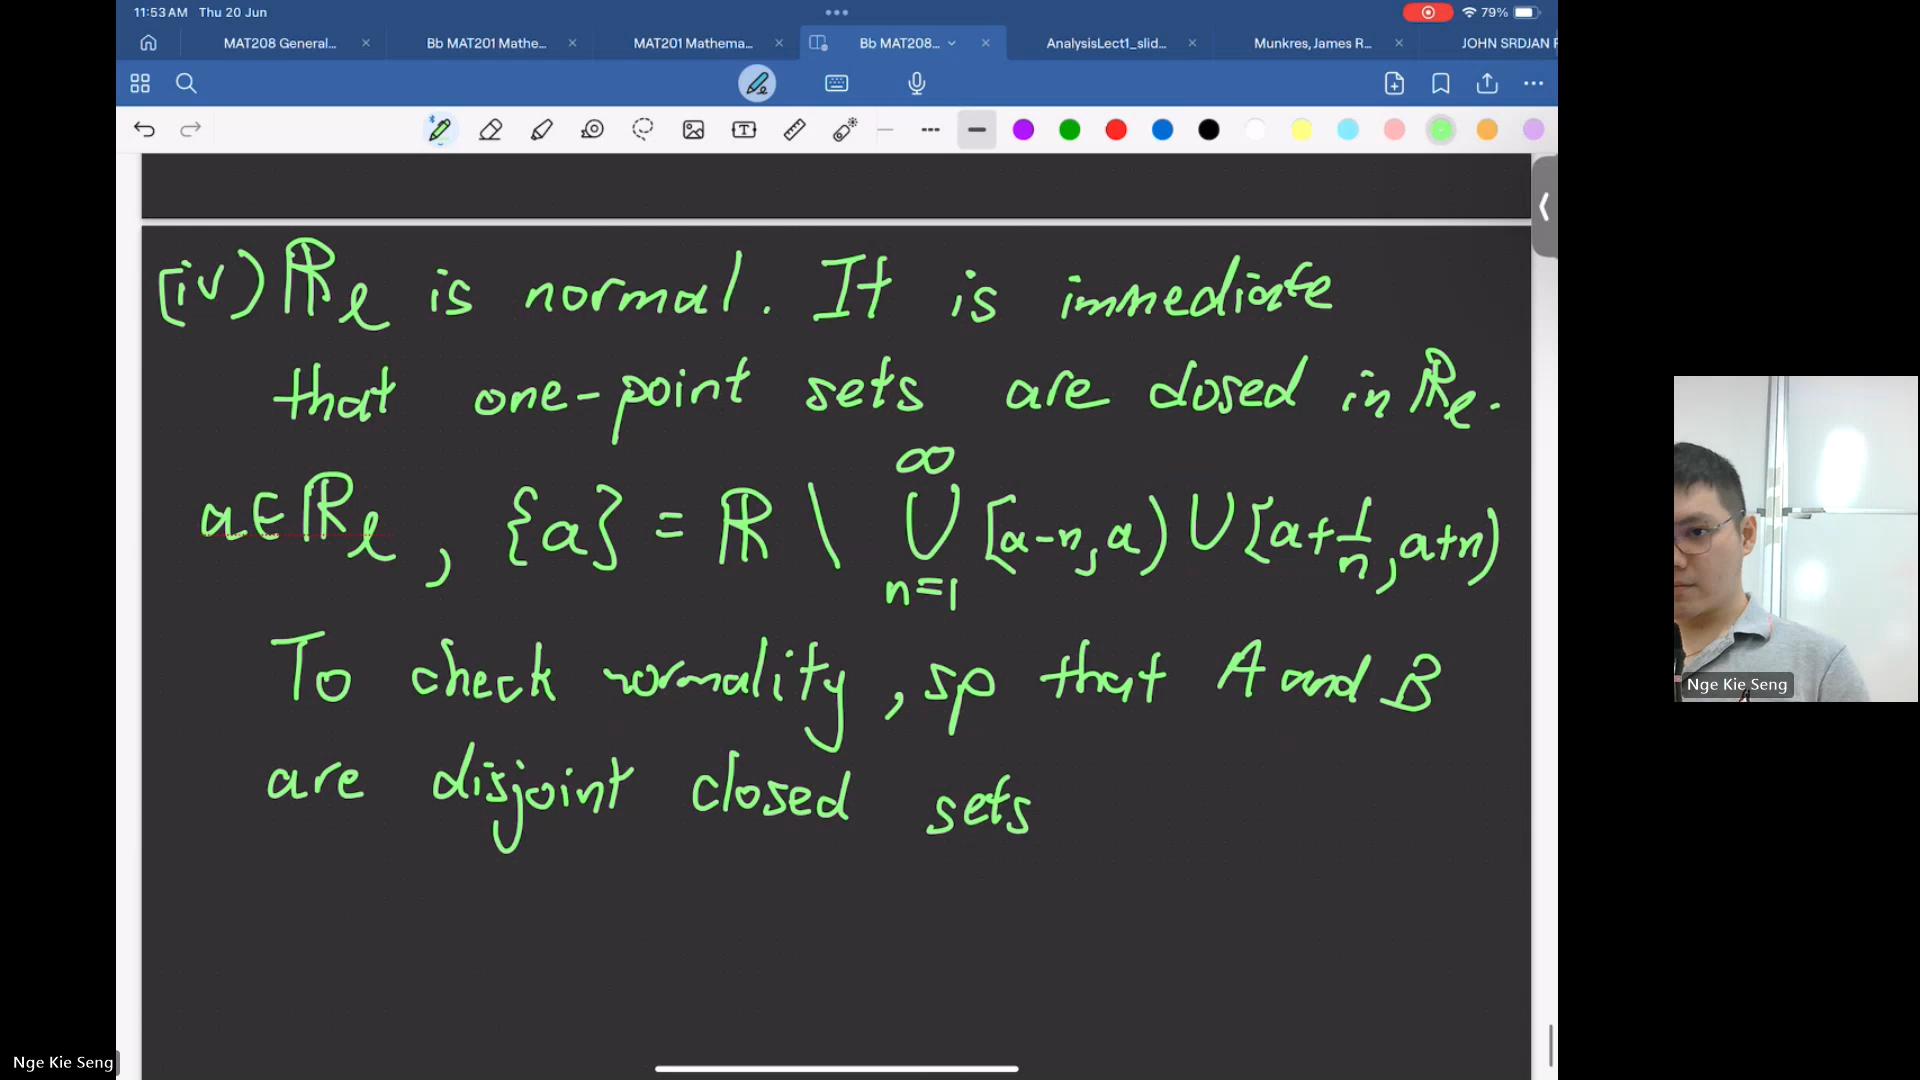 11:53 AM Thu 20 Jun
79%
MAT208 General...
Bb MAT201 Mathe...
MAT201 Mathema...
Bb MAT208...
AnalysisLect1_slid...
Munkres, James R...
JOHN SRDJAN P
(iv) ℝ_ℓ is normal. It is immediate
that one-point sets are closed in ℝ_ℓ.
a∈ℝ_ℓ, {a} = ℝ \ ⋃_{n=1}^{∞} [a-n, a) ∪ [a+1/n, a+n)
To check normality, sp that A and B
are disjoint closed sets
Nge Kie Seng
Nge Kie Seng